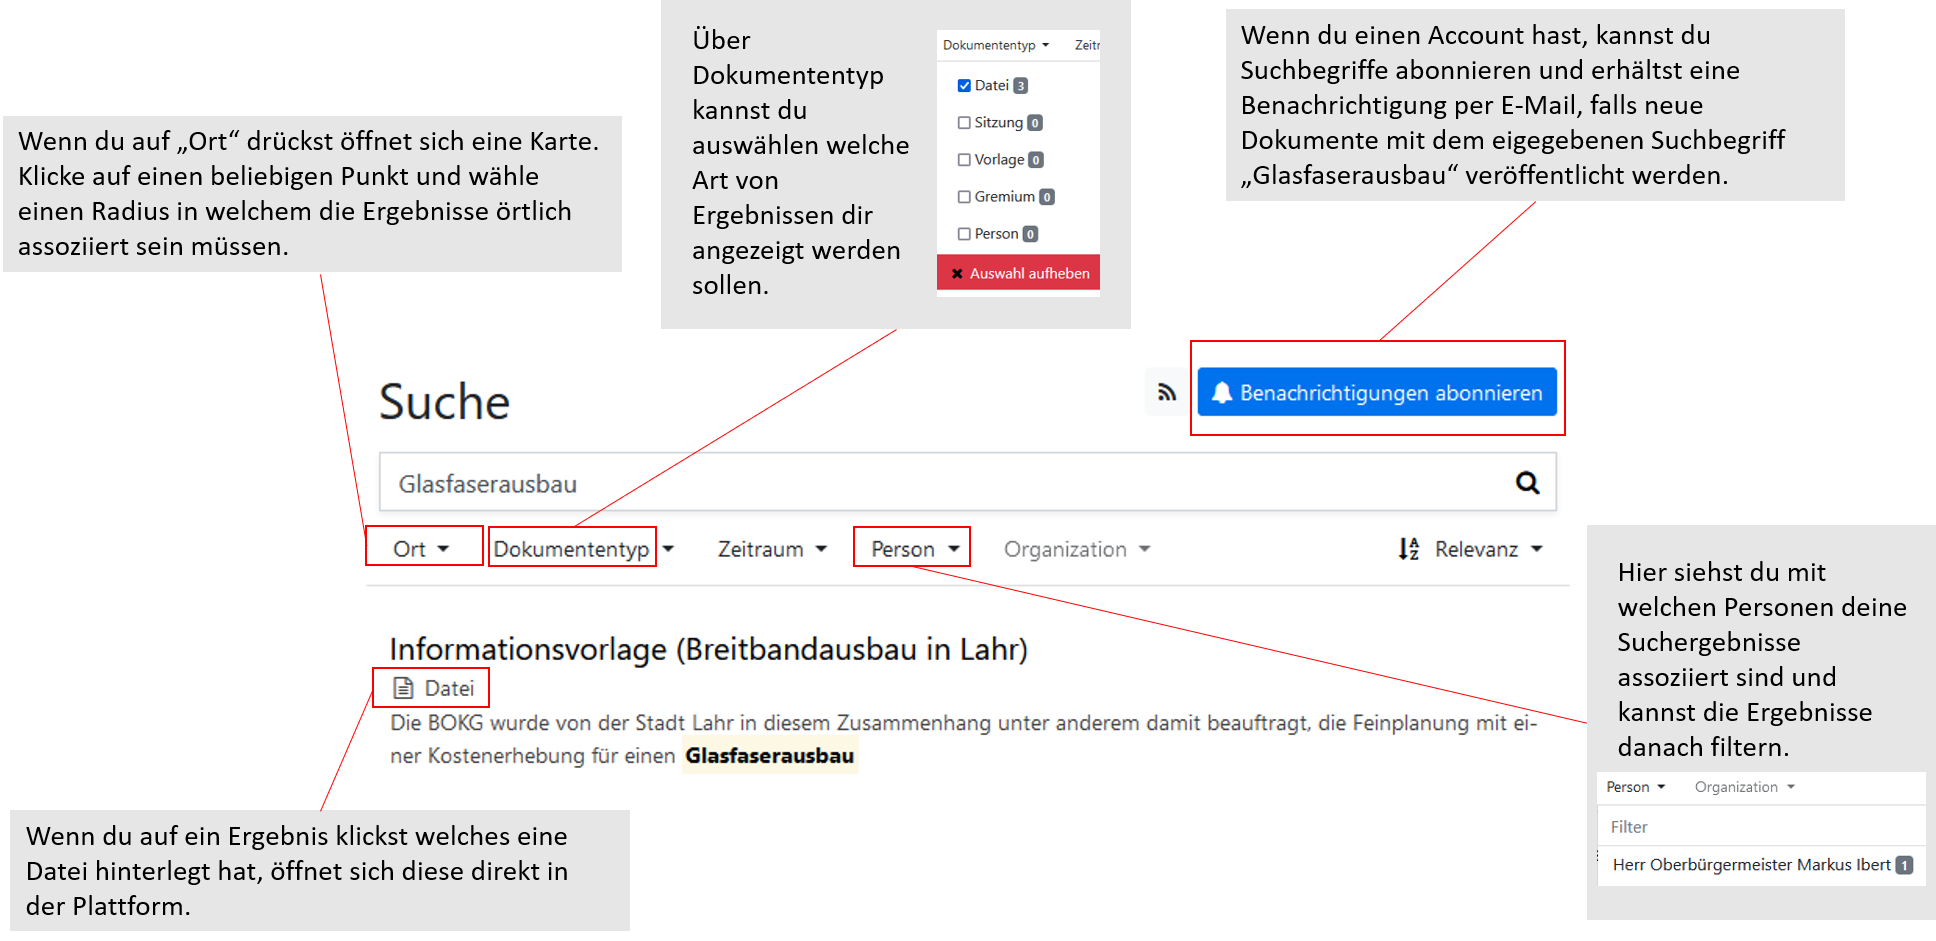 Über
Dokumententyp
kannst du
auswählen welche
Art von
Ergebnissen dir
angezeigt werden
sollen.
Dokumententyp Zeitr
Datei 3
Sitzung 0
Vorlage 0
Gremium 0
Person 0
Auswahl aufheben
Wenn du einen Account hast, kannst du
Suchbegriffe abonnieren und erhältst eine
Benachrichtigung per E-Mail, falls neue
Dokumente mit dem eigegebenen Suchbegriff
„Glasfaserausbau“ veröffentlicht werden.
Wenn du auf „Ort“ drückst öffnet sich eine Karte.
Klicke auf einen beliebigen Punkt und wähle
einen Radius in welchem die Ergebnisse örtlich
assoziiert sein müssen.
Suche
Benachrichtigungen abonnieren
Glasfaserausbau
Ort Dokumententyp Zeitraum Person Organization Relevanz
Informationsvorlage (Breitbandausbau in Lahr)
Datei
Die BOKG wurde von der Stadt Lahr in diesem Zusammenhang unter anderem damit beauftragt, die Feinplanung mit ei-
ner Kostenerhebung für einen Glasfaserausbau
Hier siehst du mit
welchen Personen deine
Suchergebnisse
assoziiert sind und
kannst die Ergebnisse
danach filtern.
Person Organization
Filter
Herr Oberbürgermeister Markus Ibert 1
Wenn du auf ein Ergebnis klickst welches eine
Datei hinterlegt hat, öffnet sich diese direkt in
der Plattform.